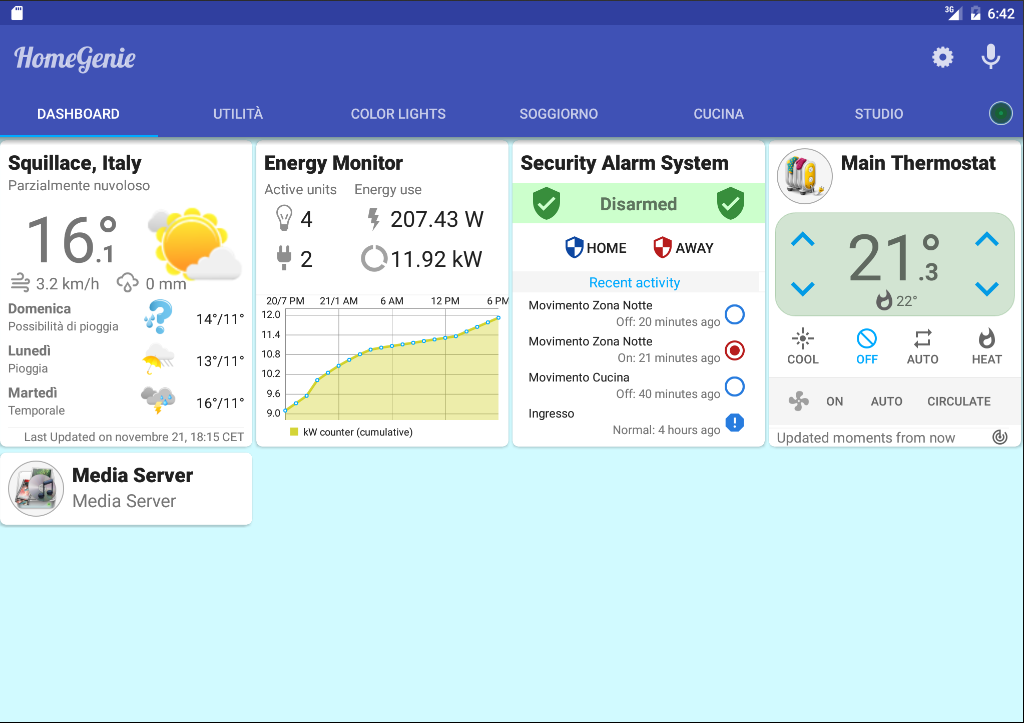 3G 6:42
HomeGenie
DASHBOARD UTILITÀ COLOR LIGHTS SOGGIORNO CUCINA STUDIO
Squillace, Italy
Parzialmente nuvoloso
16°.1
3.2 km/h 0 mm
Domenica
Possibilità di pioggia
14°/11°
Lunedì
Pioggia
13°/11°
Martedì
Temporale
16°/11°
Last Updated on novembre 21, 18:15 CET
Energy Monitor
Active units Energy use
4 207.43 W
2 11.92 kW
20/7 PM 21/1 AM 6 AM 12 PM 6 PM
12.0
11.4
10.8
10.2
9.6
9.0
kW counter (cumulative)
Security Alarm System
Disarmed
HOME AWAY
Recent activity
Movimento Zona Notte
Off: 20 minutes ago
Movimento Zona Notte
On: 21 minutes ago
Movimento Cucina
Off: 40 minutes ago
Ingresso
Normal: 4 hours ago
Main Thermostat
21°.3
22°
COOL OFF AUTO HEAT
ON AUTO CIRCULATE
Updated moments from now
Media Server
Media Server